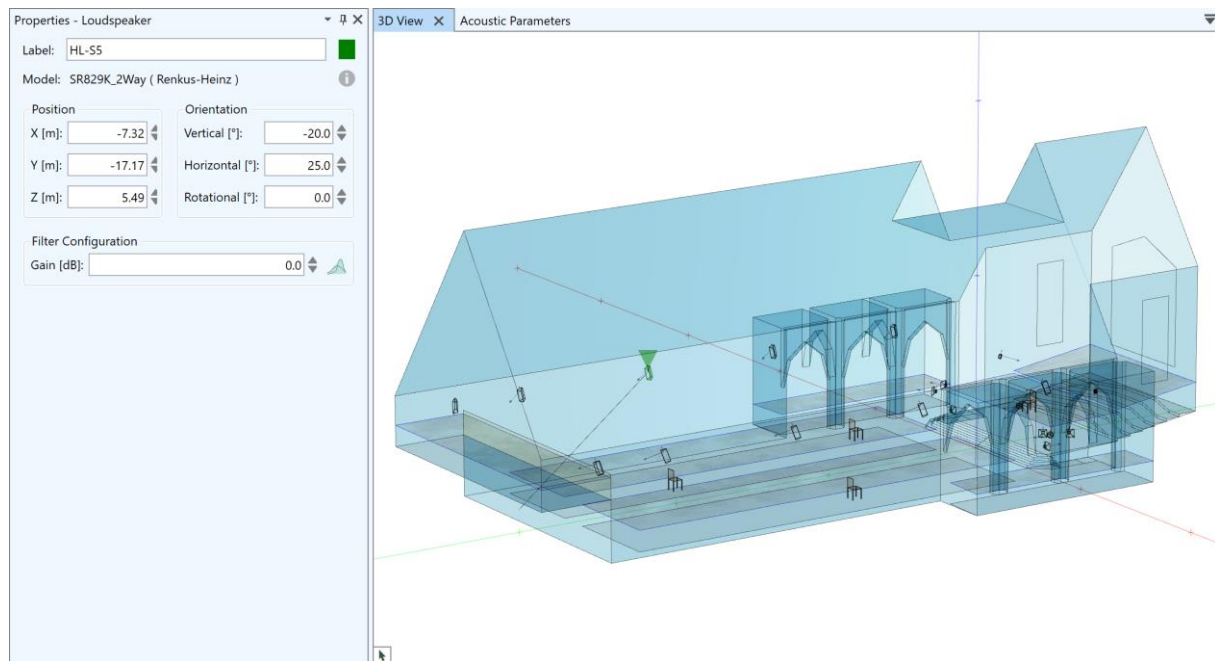 Properties - Loudspeaker
Label: HL-S5
Model: SR829K_2Way ( Renkus-Heinz )
Position
X [m]: -7.32
Y [m]: -17.17
Z [m]: 5.49
Orientation
Vertical [°]: -20.0
Horizontal [°]: 25.0
Rotational [°]: 0.0
Filter Configuration
Gain [dB]: 0.0
3D View
Acoustic Parameters